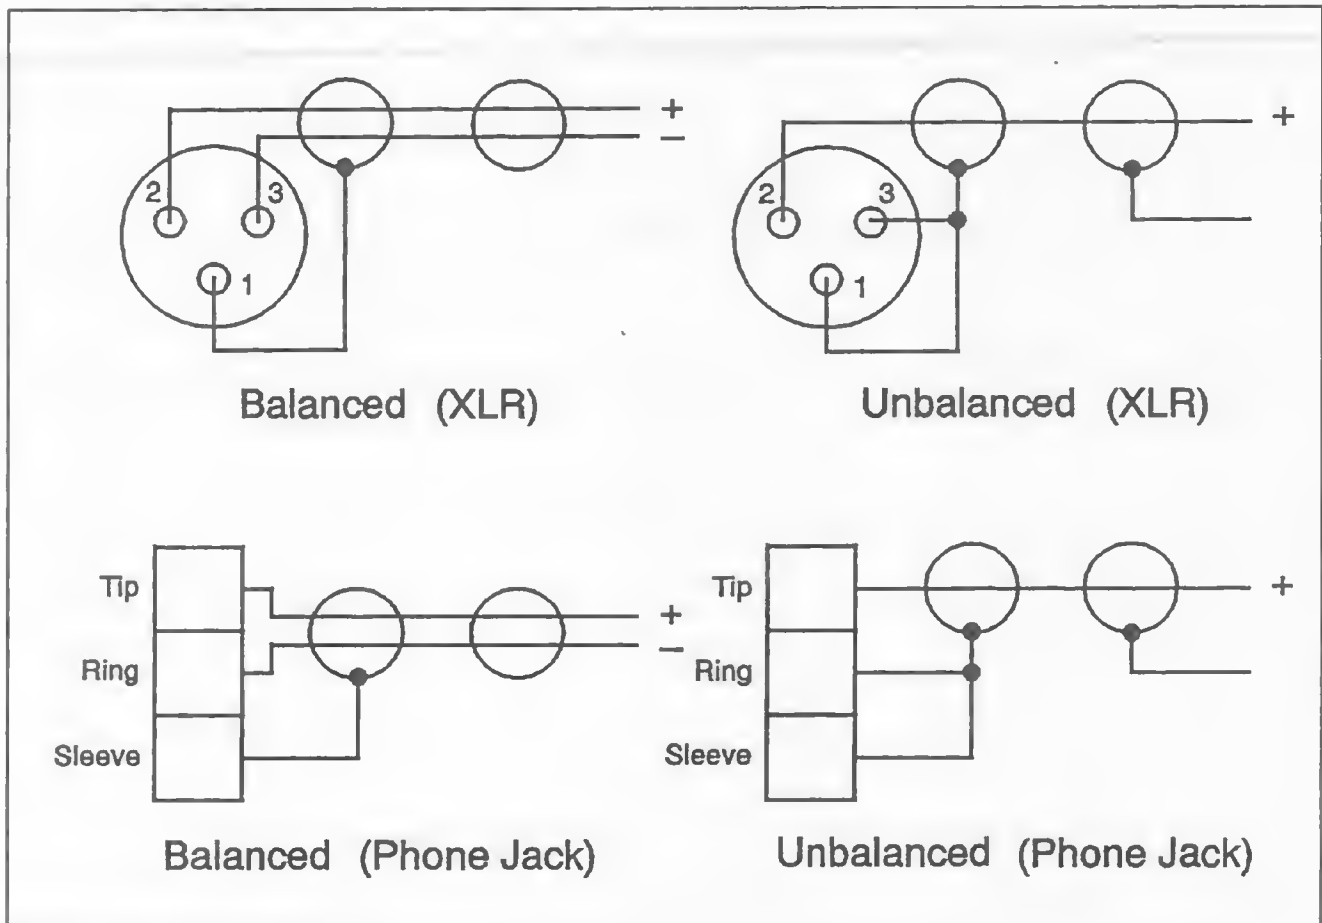 +
−
2
3
1
Balanced (XLR)
+
2
3
1
Unbalanced (XLR)
Tip
Ring
Sleeve
+
−
Balanced (Phone Jack)
Tip
Ring
Sleeve
+
Unbalanced (Phone Jack)